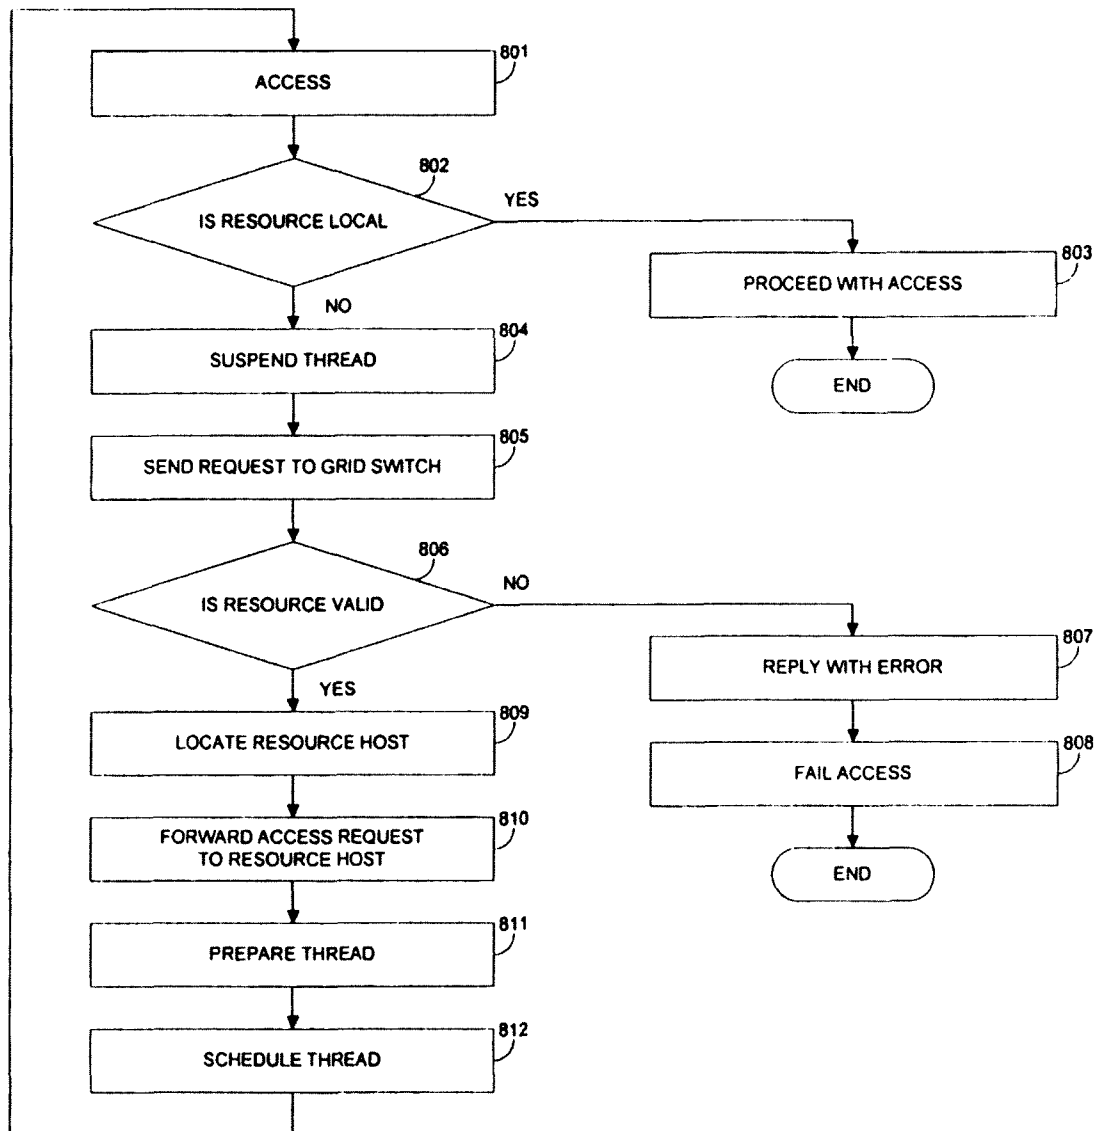 801
ACCESS
802
IS RESOURCE LOCAL
YES
803
PROCEED WITH ACCESS
NO
804
SUSPEND THREAD
END
805
SEND REQUEST TO GRID SWITCH
806
IS RESOURCE VALID
NO
807
REPLY WITH ERROR
YES
809
LOCATE RESOURCE HOST
808
FAIL ACCESS
810
FORWARD ACCESS REQUEST
TO RESOURCE HOST
END
811
PREPARE THREAD
812
SCHEDULE THREAD